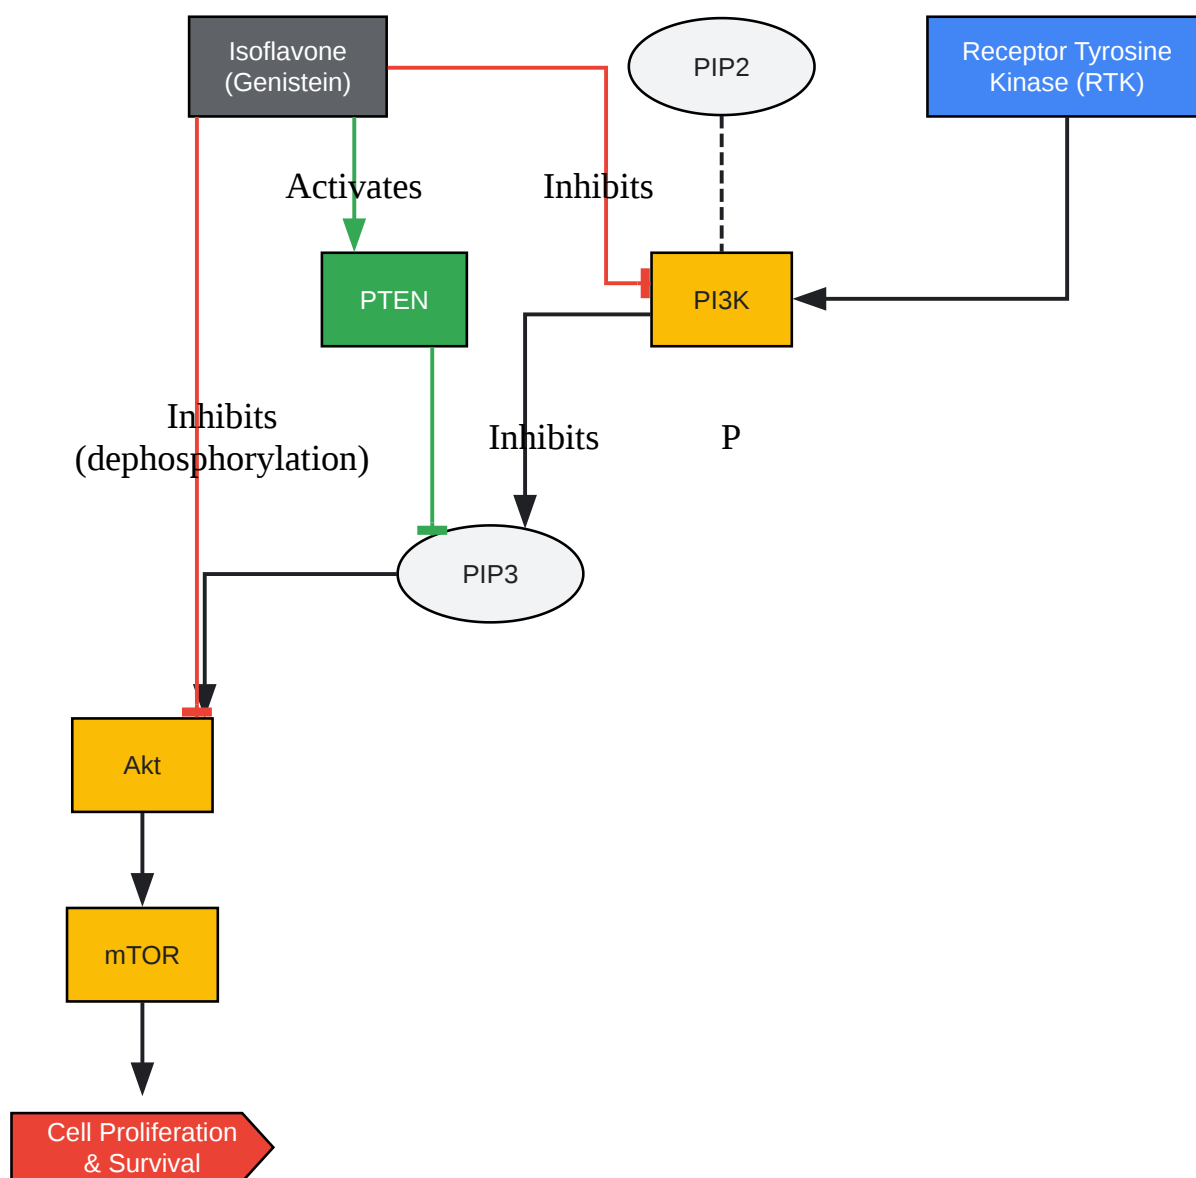 Isoflavone
(Genistein)
PIP2
Receptor Tyrosine
Kinase (RTK)
Activates
Inhibits
PTEN
PI3K
Inhibits
(dephosphorylation)
Inhibits
P
PIP3
Akt
mTOR
Cell Proliferation
& Survival